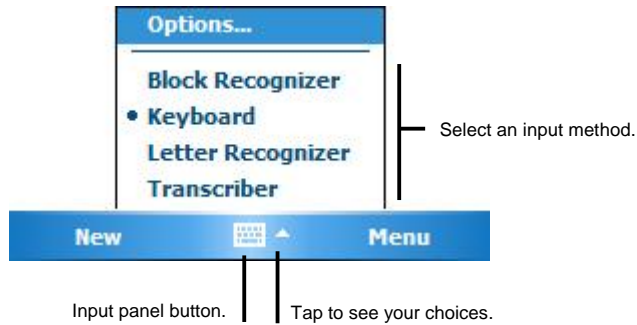 Options...
Block Recognizer
Keyboard
Letter Recognizer
Transcriber
Select an input method.
New Menu
Input panel button. Tap to see your choices.